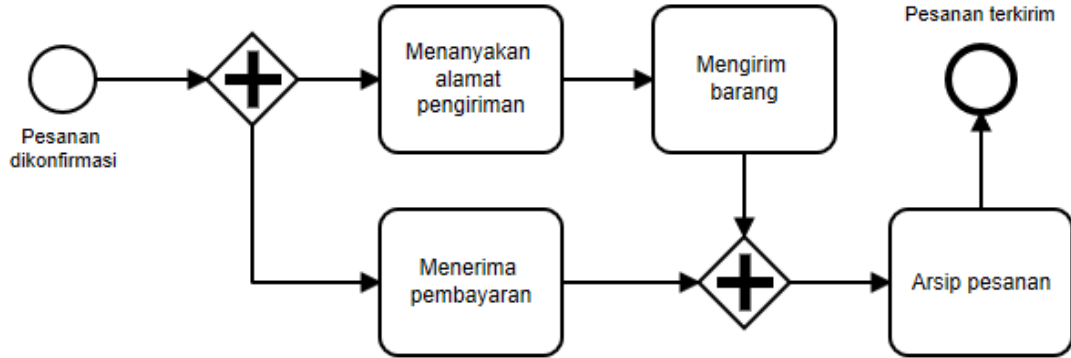 Pesanan
dikonfirmasi
Menanyakan
alamat
pengiriman
Mengirim
barang
Menerima
pembayaran
Arsip pesanan
Pesanan terkirim